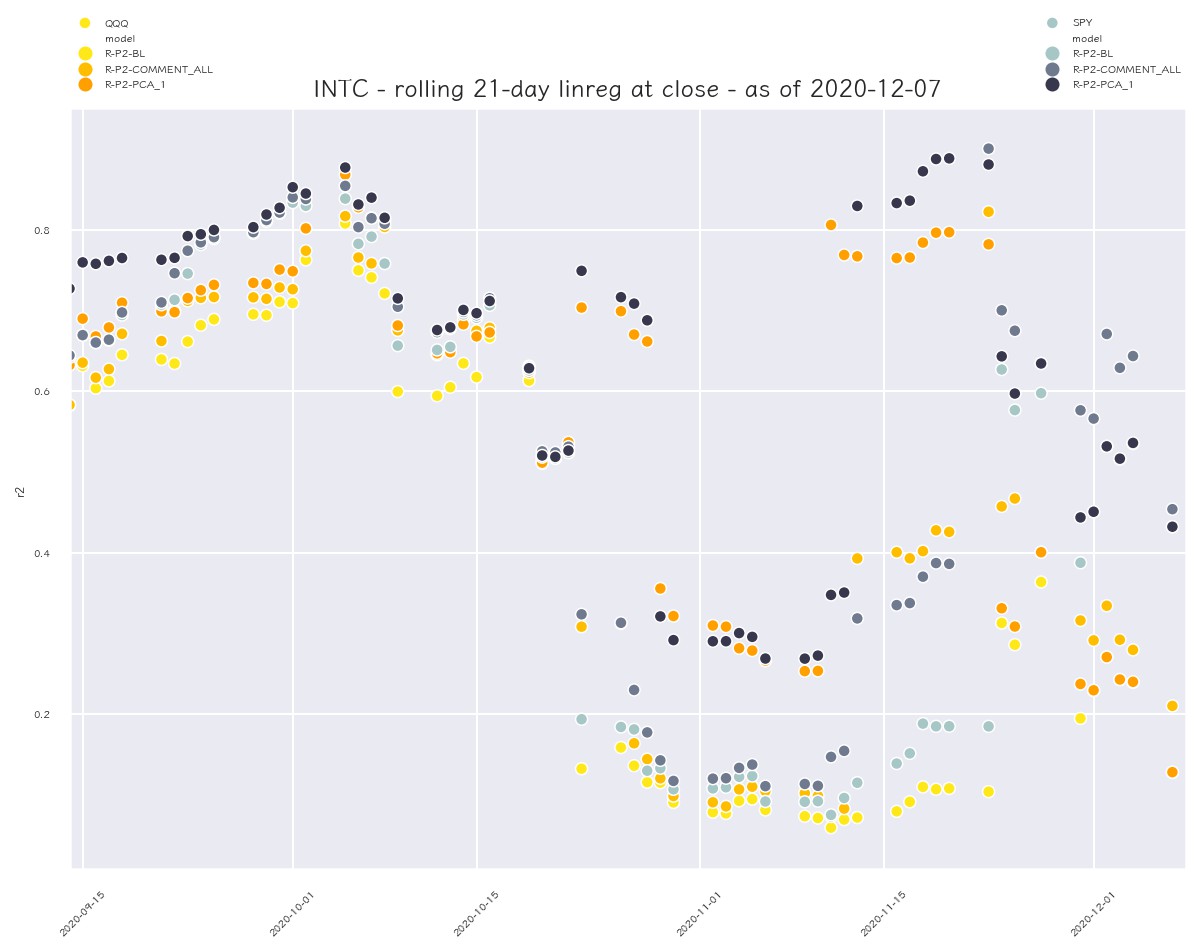 QQQ
model
R-P2-BL
R-P2-COMMENT_ALL
R-P2-PCA_1
SPY
model
R-P2-BL
R-P2-COMMENT_ALL
R-P2-PCA_1
INTC - rolling 21-day linreg at close - as of 2020-12-07
0.8
0.6
0.4
0.2
r2
2020-09-15
2020-10-01
2020-10-15
2020-11-01
2020-11-15
2020-12-01